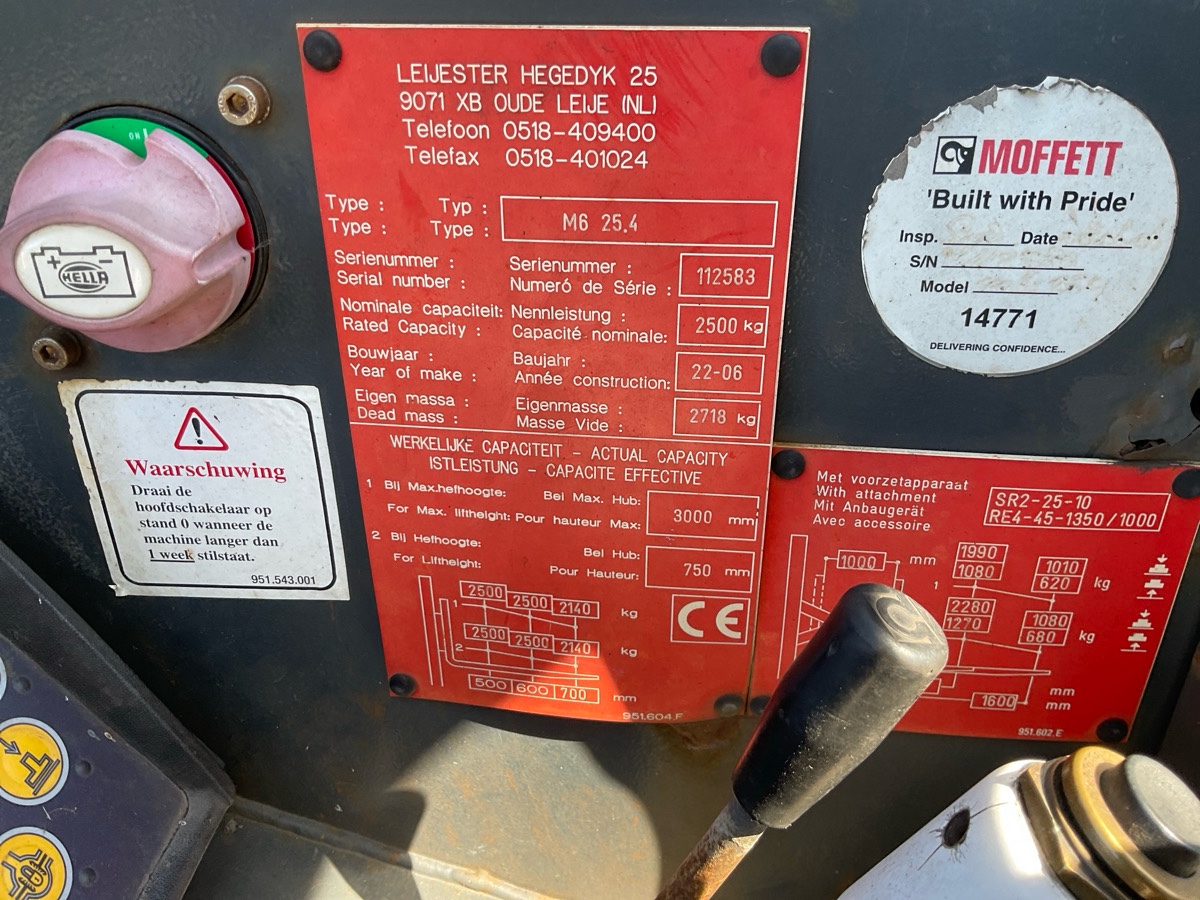 LEIJESTER HEGEDYK 25
9071 XB OUDE LEIJE (NL)
Telefoon 0518-409400
Telefax 0518-401024
Type : Typ : M6 25.4
Type : Type :
Serienummer : Serienummer : 112583
Serial number : Numeró de Série :
Nominale capaciteit: Nennleistung : 2500 kg
Rated Capacity : Capacité nominale:
Bouwjaar : Baujahr : 22-06
Year of make : Année construction:
Eigen massa : Eigenmasse : 2718 kg
Dead mass : Masse Vide :
WERKELIJKE CAPACITEIT - ACTUAL CAPACITY
ISTLEISTUNG - CAPACITE EFFECTIVE
1 Bij Max.hefhoogte: Bei Max. Hub: 3000 mm
For Max. liftheight: Pour hauteur Max:
2 Bij Hefhoogte: Bei Hub: 750 mm
For Liftheight: Pour Hauteur:
1 2500 2500 2140 kg
2 2500 2500 2140 kg
500 600 700 mm
CE
951.604.F
ON
HELLA
Waarschuwing
Draai de
hoofdschakelaar op
stand 0 wanneer de
machine langer dan
1 week stilstaat.
951.543.001
MOFFETT
'Built with Pride'
Insp. Date
S/N
Model
14771
DELIVERING CONFIDENCE...
Met voorzetapparaat
With attachment
Mit Anbaugerät
Avec accessoire
SR2-25-10
RE4-45-1350/1000
1000 mm
1 1990 1010
1080 620 kg
2280 1080
1270 680 kg
1600 mm
mm
951.602.E